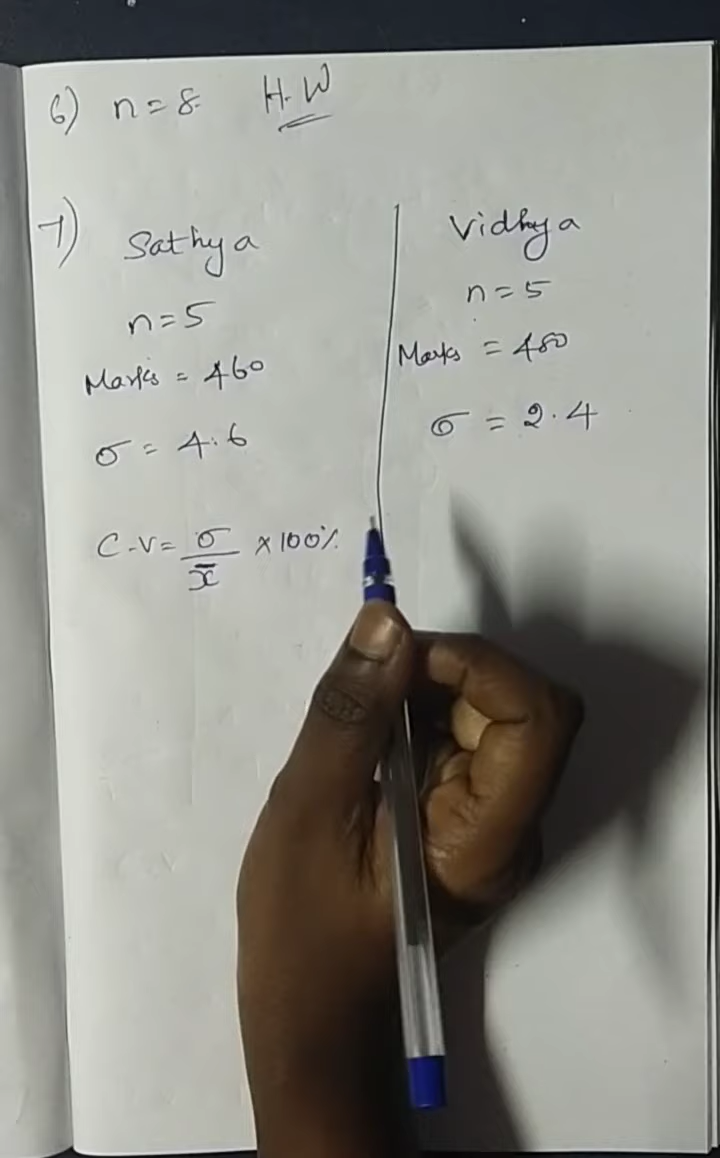 6) n = 8. H.W
7) Sathya
n = 5
Marks = 460
σ = 4.6
C.V = σ/x̄ × 100%
Vidhya
n = 5
Marks = 480
σ = 2.4